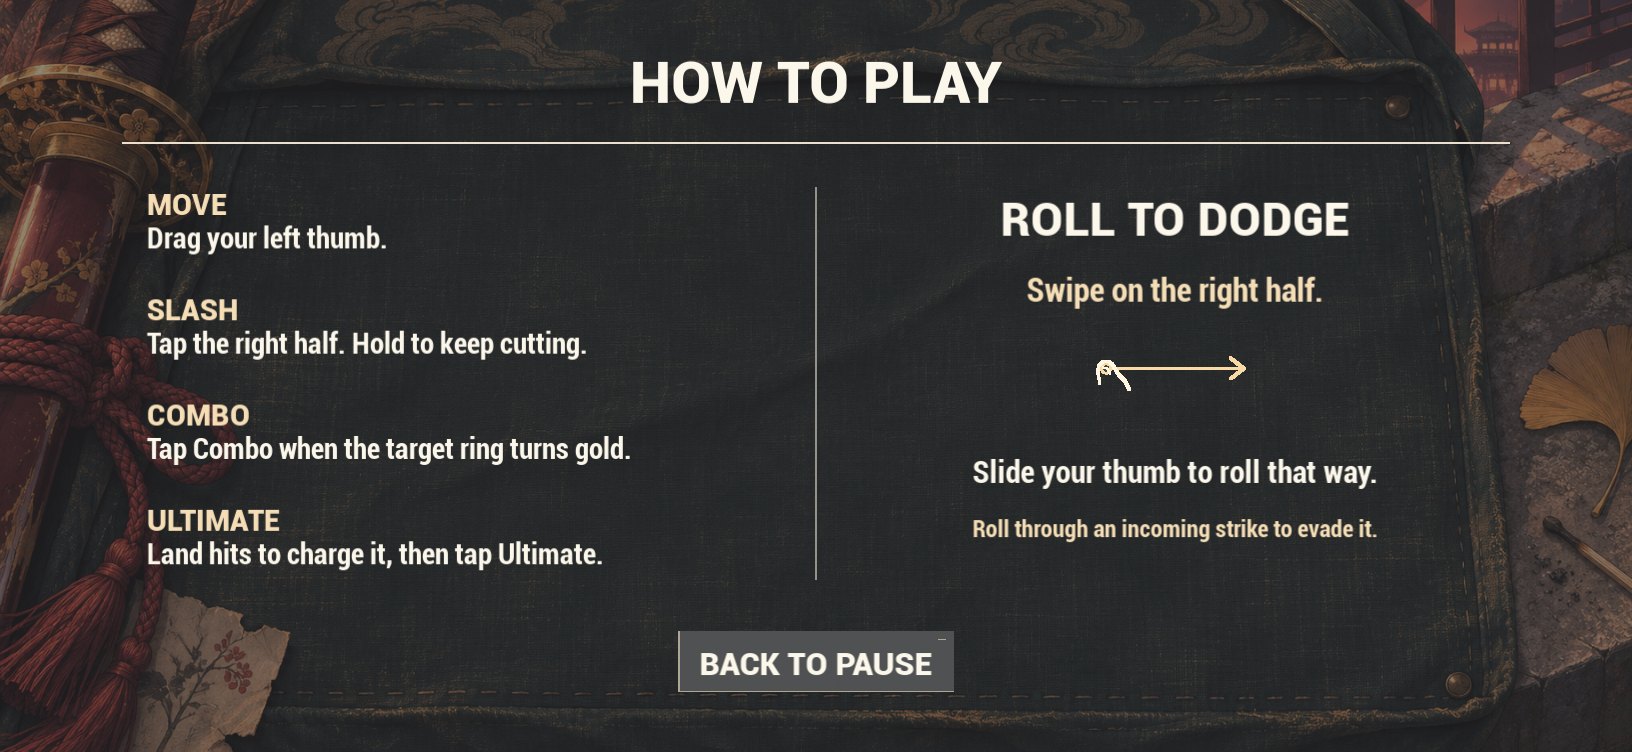 HOW TO PLAY
MOVE
Drag your left thumb.
SLASH
Tap the right half. Hold to keep cutting.
COMBO
Tap Combo when the target ring turns gold.
ULTIMATE
Land hits to charge it, then tap Ultimate.
ROLL TO DODGE
Swipe on the right half.
Slide your thumb to roll that way.
Roll through an incoming strike to evade it.
BACK TO PAUSE